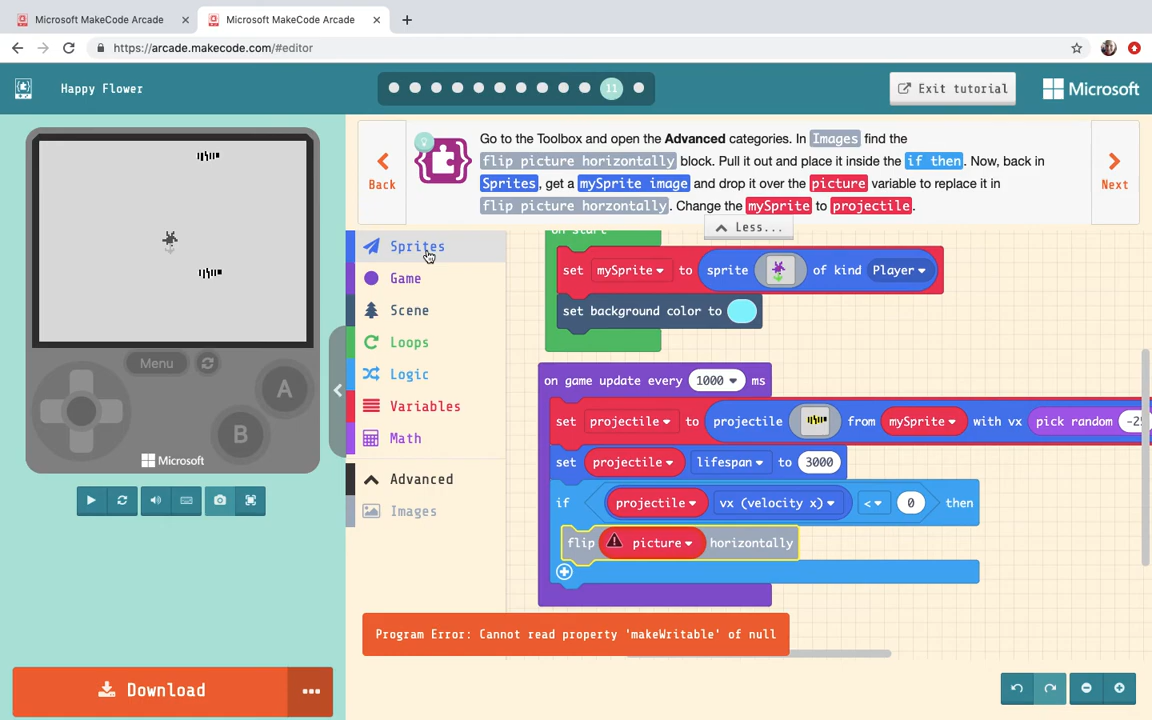 Microsoft MakeCode Arcade
Microsoft MakeCode Arcade
https://arcade.makecode.com/#editor
Happy Flower
11
Exit tutorial
Microsoft
Back
Go to the Toolbox and open the Advanced categories. In Images find the
flip picture horizontally block. Pull it out and place it inside the if then. Now, back in
Sprites, get a mySprite image and drop it over the picture variable to replace it in
flip picture horzontally. Change the mySprite to projectile.
Next
Less...
Sprites
Game
Scene
Loops
Logic
Variables
Math
Advanced
Images
on start
set mySprite to sprite of kind Player
set background color to
on game update every 1000 ms
set projectile to projectile from mySprite with vx pick random
set projectile lifespan to 3000
if projectile vx (velocity x) < 0 then
flip picture horizontally
Program Error: Cannot read property 'makeWritable' of null
Menu
A
B
Microsoft
Download